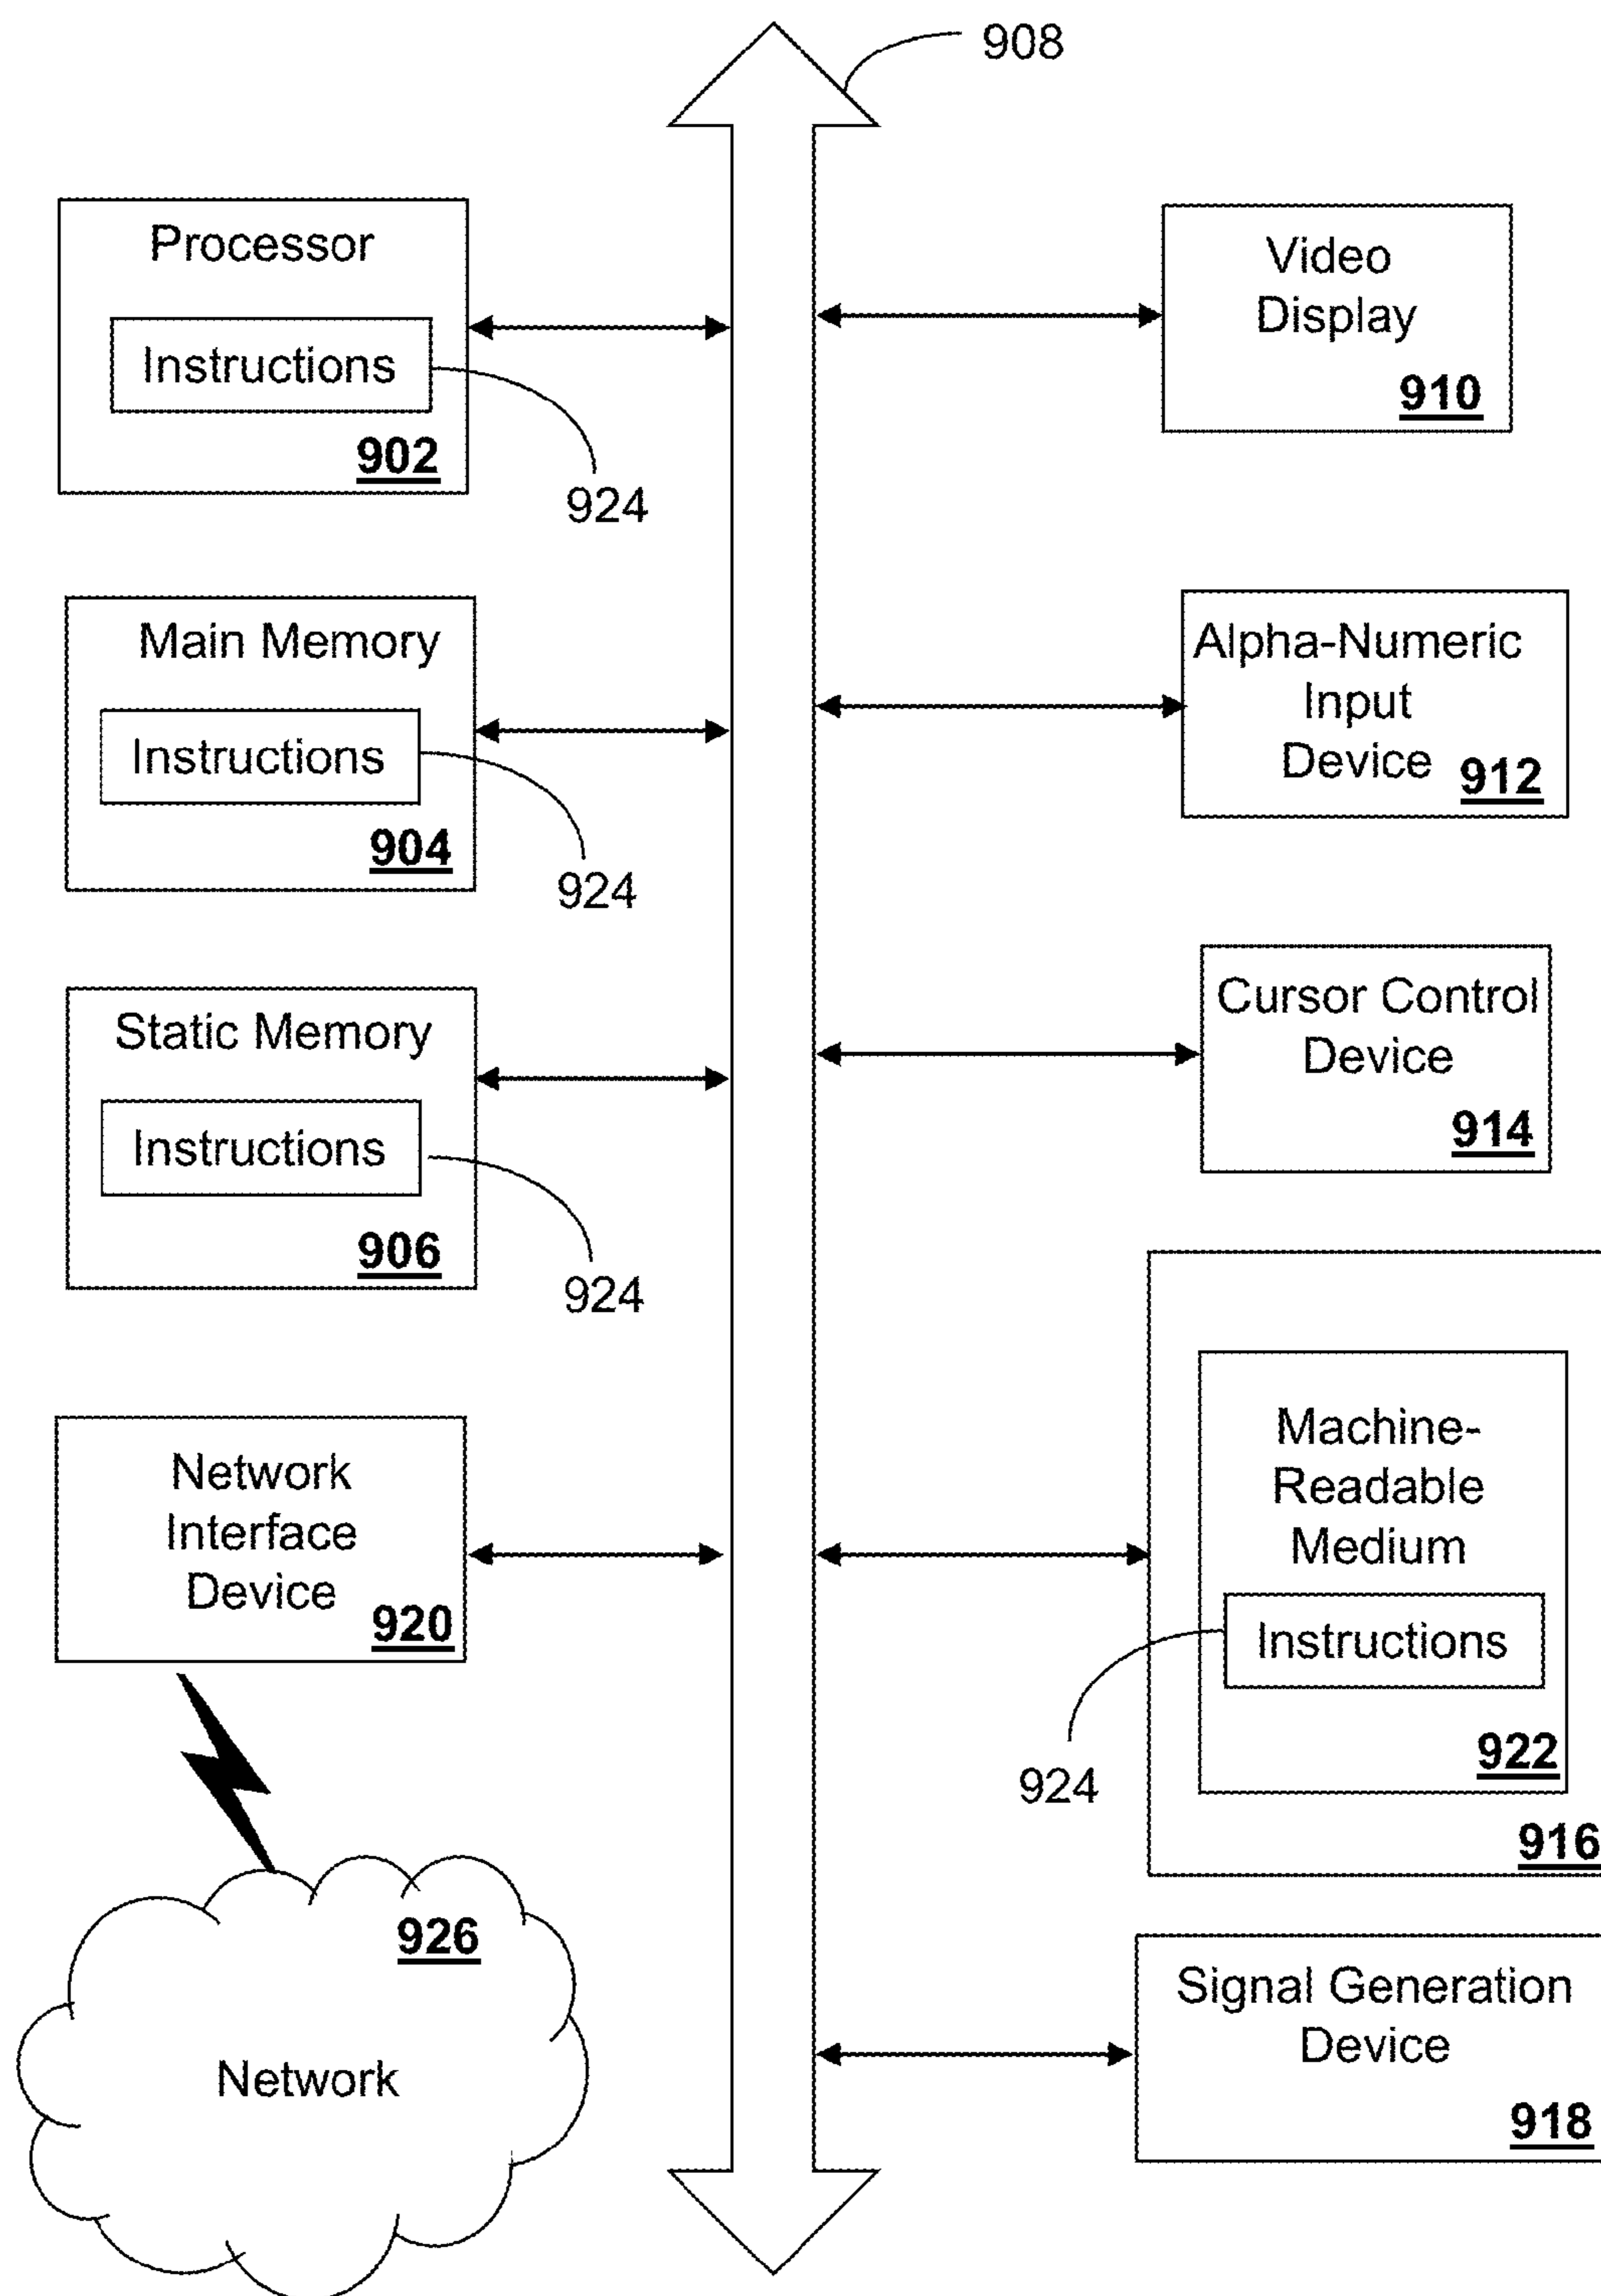 908
Processor
Instructions
902
924
Main Memory
Instructions
904
924
Static Memory
Instructions
906
924
Network
Interface
Device
920
926
Network
Video
Display
910
Alpha-Numeric
Input
Device 912
Cursor Control
Device
914
Machine-
Readable
Medium
Instructions
924
922
916
Signal Generation
Device
918